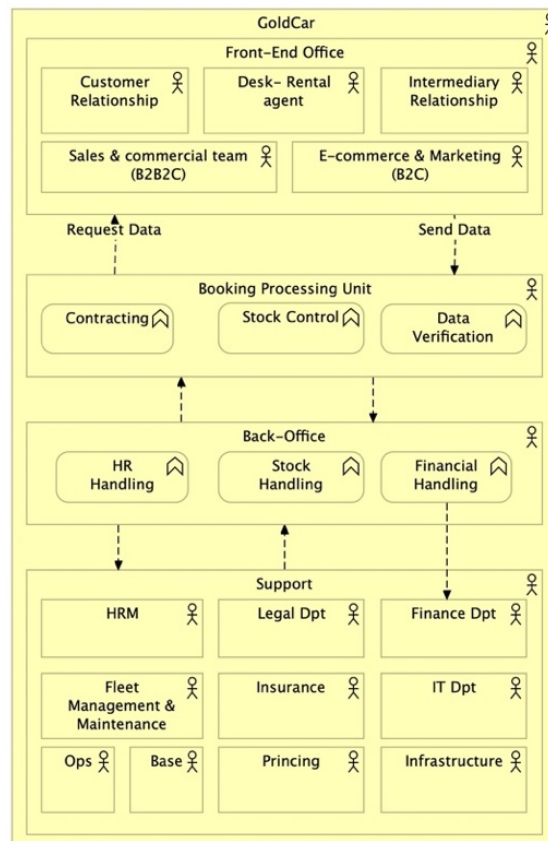 GoldCar
Front-End Office
Customer
Relationship
Desk- Rental
agent
Intermediary
Relationship
Sales & commercial team
(B2B2C)
E-commerce & Marketing
(B2C)
Request Data
Send Data
Booking Processing Unit
Contracting
Stock Control
Data
Verification
Back-Office
HR
Handling
Stock
Handling
Financial
Handling
Support
HRM
Legal Dpt
Finance Dpt
Fleet
Management &
Maintenance
Insurance
IT Dpt
Ops
Base
Princing
Infrastructure